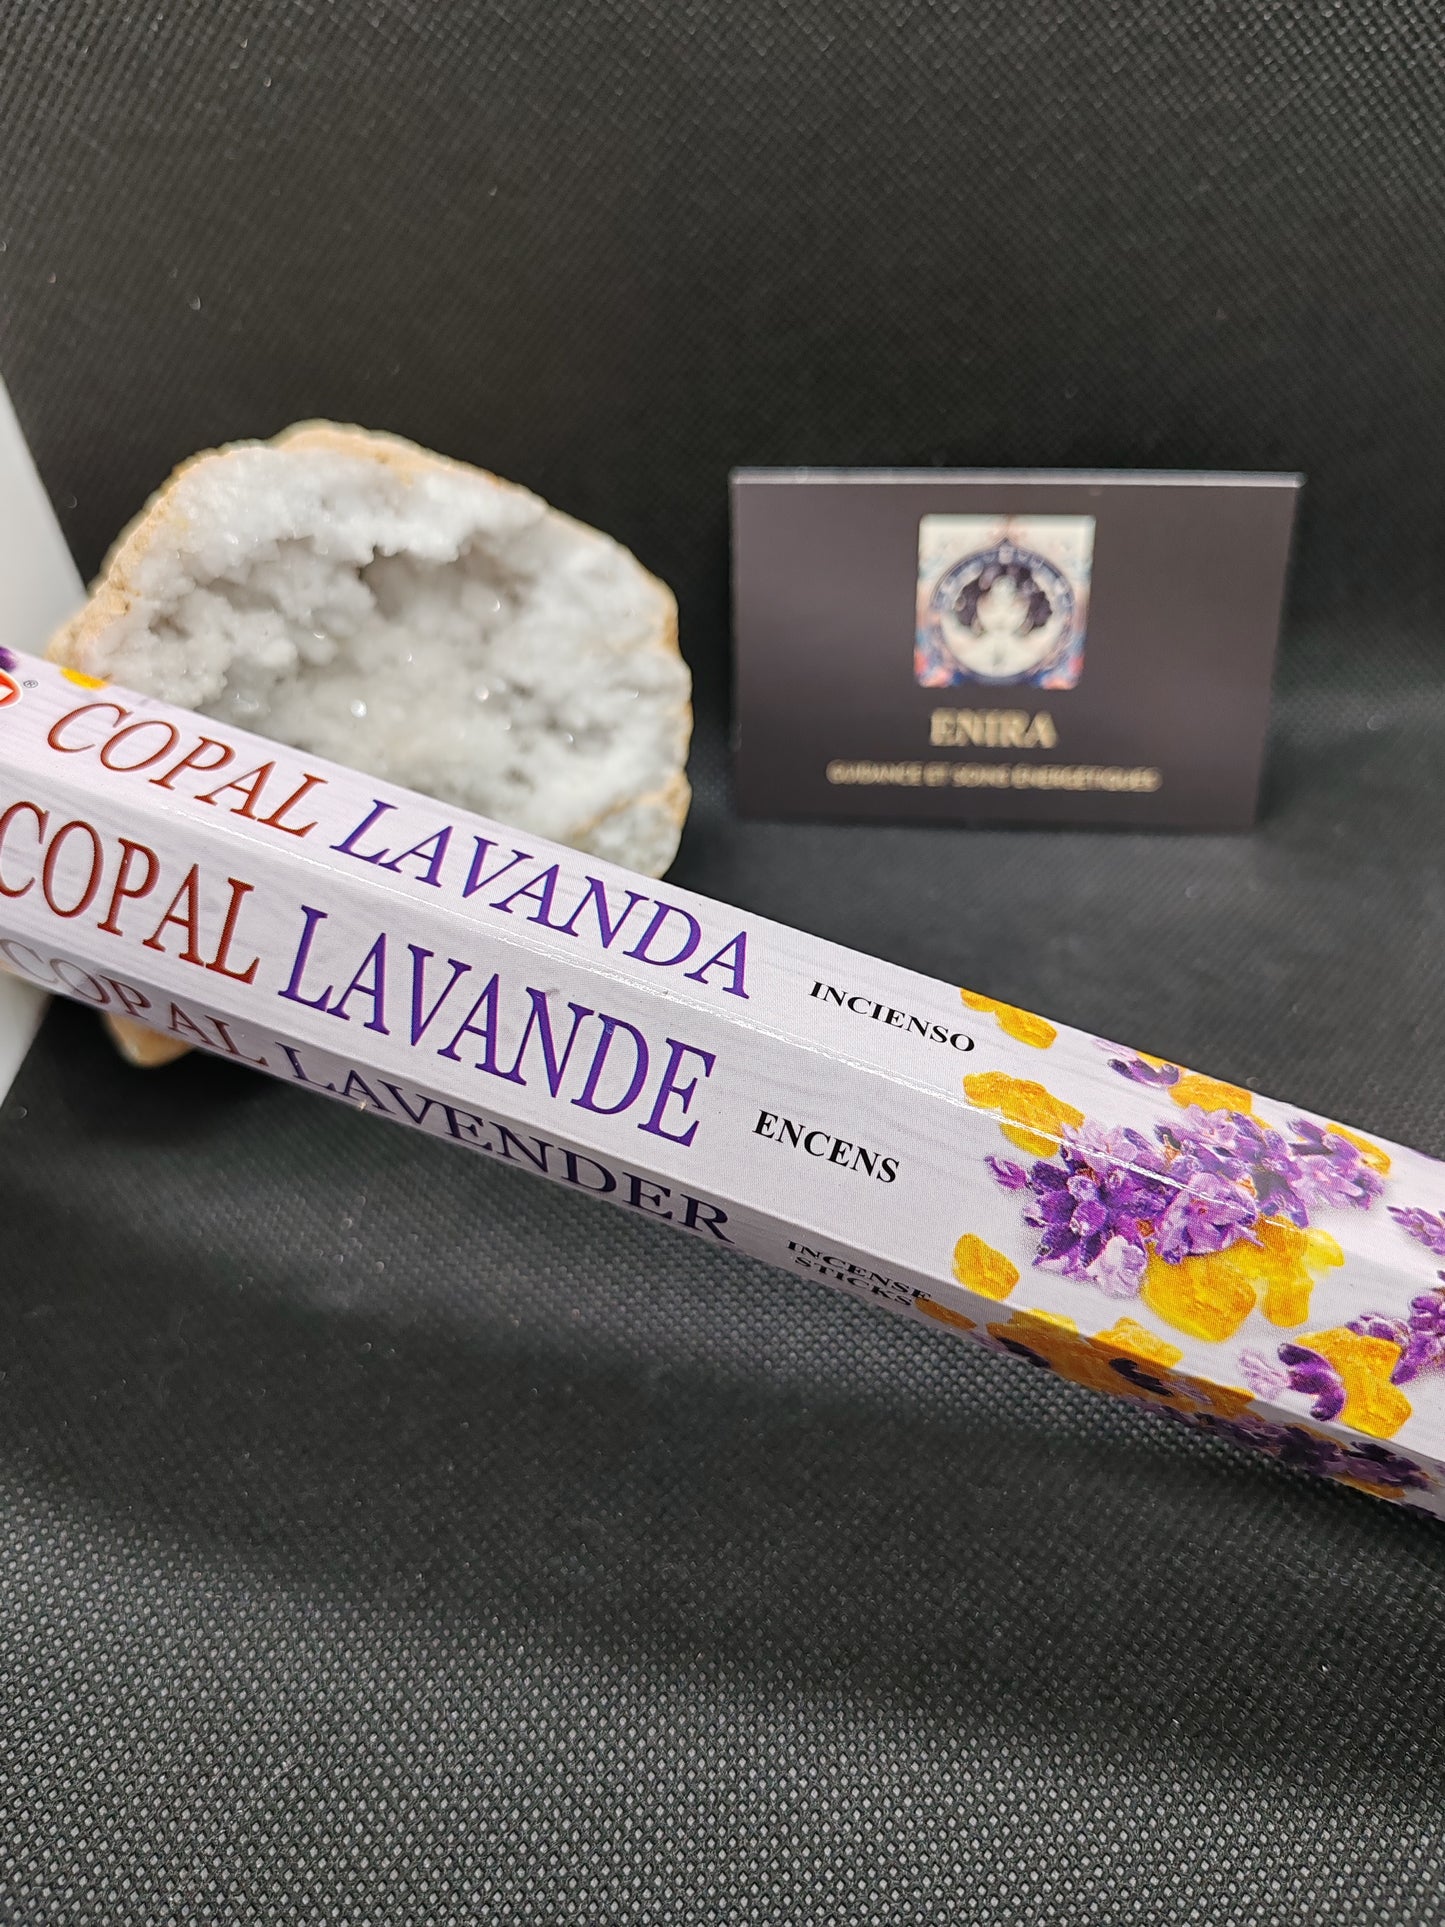 ENIRA
GUIDANCE ET SOINS ÉNERGÉTIQUES
® COPAL LAVANDA INCIENSO
COPAL LAVANDE ENCENS
COPAL LAVENDER INCENSE
STICKS